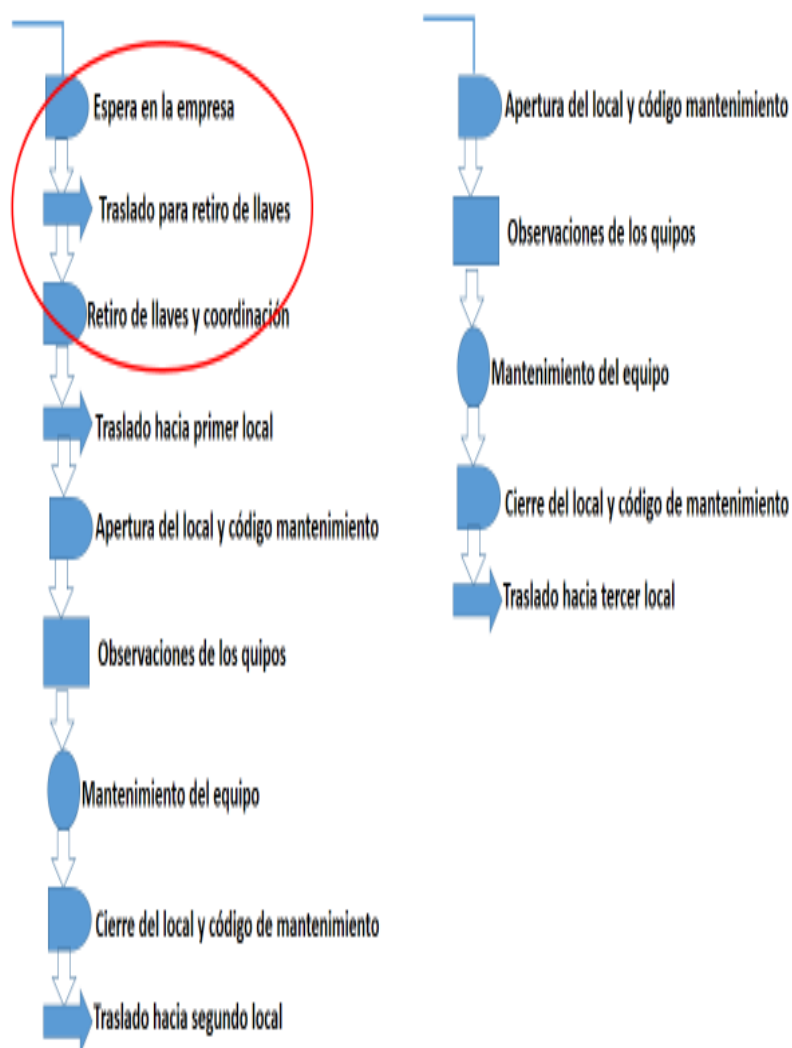 Espera en la empresa
Traslado para retiro de llaves
Retiro de llaves y coordinación
Traslado hacia primer local
Apertura del local y código mantenimiento
Observaciones de los quipos
Mantenimiento del equipo
Cierre del local y código de mantenimiento
Traslado hacia segundo local
Apertura del local y código mantenimiento
Observaciones de los quipos
Mantenimiento del equipo
Cierre del local y código de mantenimiento
Traslado hacia tercer local